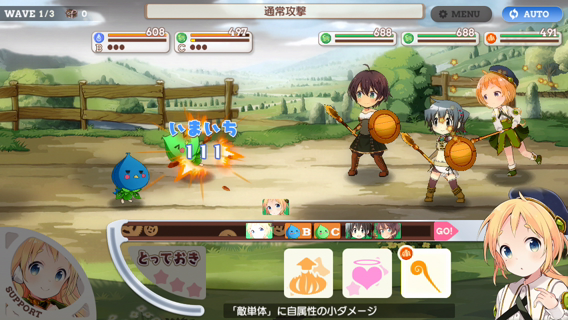 WAVE 1/3 0
通常攻撃
MENU
AUTO
608
B
497
C
688
688
491
いまいち
111
B C GO!
とっておき
SUPPORT
「敵単体」に自属性の小ダメージ